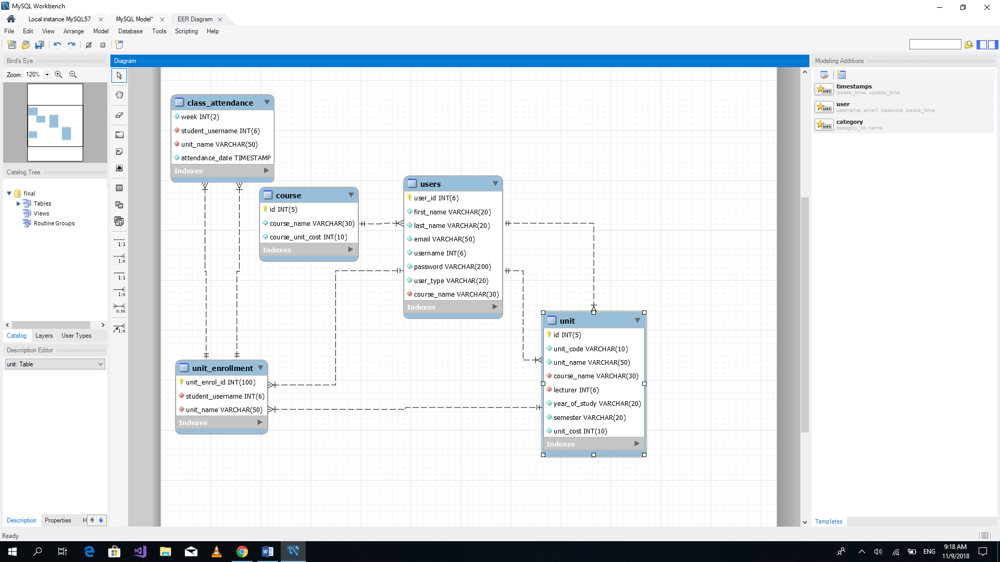 MySQL Workbench
Local instance MySQL57
MySQL Model*
EER Diagram
File Edit View Arrange Model Database Tools Scripting Help
Bird's Eye
Zoom: 120%
Catalog Tree
final
Tables
Views
Routine Groups
Catalog Layers User Types
Description Editor
unit: Table
Description Properties H
Ready
Diagram
1:1
1:n
1:1
1:n
n:m
1:n
class_attendance
week INT(2)
student_username INT(6)
unit_name VARCHAR(50)
attendance_date TIMESTAMP
Indexes
course
id INT(5)
course_name VARCHAR(30)
course_unit_cost INT(10)
Indexes
users
user_id INT(6)
first_name VARCHAR(20)
last_name VARCHAR(20)
email VARCHAR(50)
username INT(6)
password VARCHAR(200)
user_type VARCHAR(20)
course_name VARCHAR(30)
Indexes
unit_enrollment
unit_enrol_id INT(100)
student_username INT(6)
unit_name VARCHAR(50)
Indexes
unit
id INT(5)
unit_code VARCHAR(10)
unit_name VARCHAR(50)
course_name VARCHAR(30)
lecturer INT(6)
year_of_study VARCHAR(20)
semester VARCHAR(20)
unit_cost INT(10)
Indexes
Modeling Additions
MWB
timestamps
create_time, update_time
MWB
user
username, email, password, create_time
MWB
category
category_id, name
Templates
ENG
9:18 AM
11/9/2018